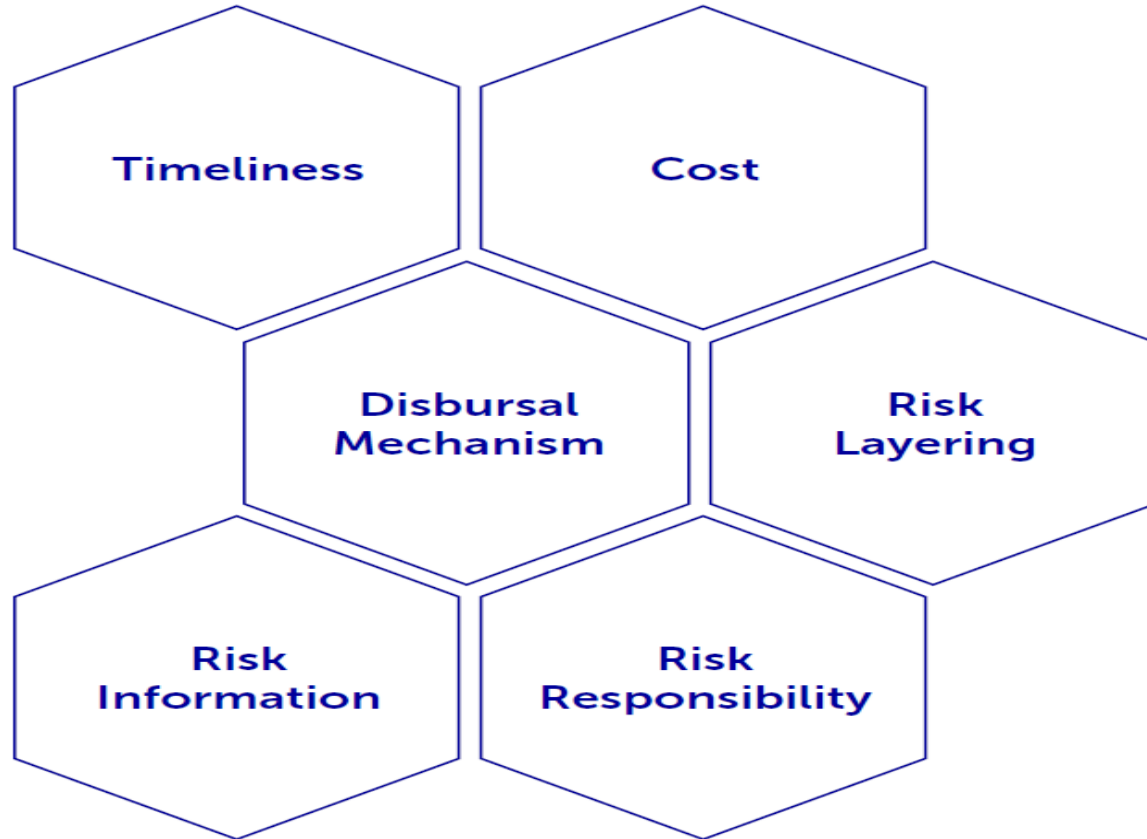 Timeliness
Cost
Disbursal
Mechanism
Risk
Layering
Risk
Information
Risk
Responsibility